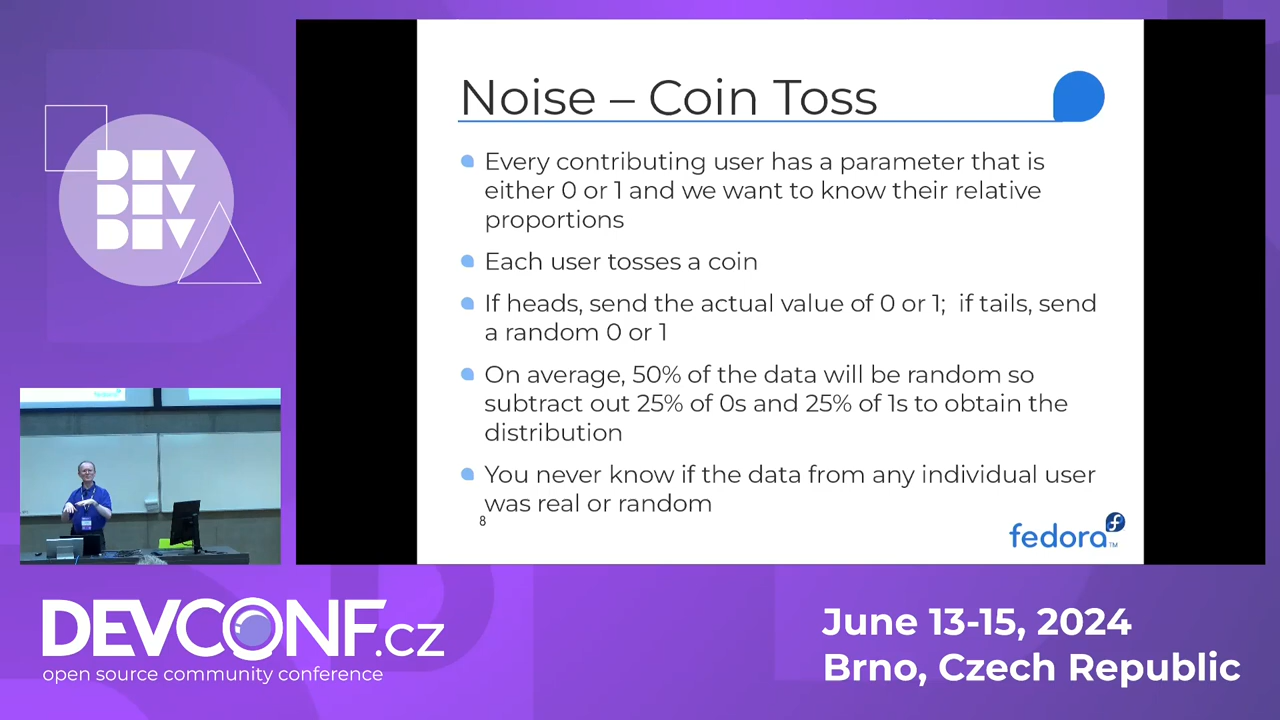 DEV
DEV
DEV
Noise – Coin Toss
Every contributing user has a parameter that is
either 0 or 1 and we want to know their relative
proportions
Each user tosses a coin
If heads, send the actual value of 0 or 1;  if tails, send
a random 0 or 1
On average, 50% of the data will be random so
subtract out 25% of 0s and 25% of 1s to obtain the
distribution
You never know if the data from any individual user
was real or random
8
fedora™
DEVCONF.cz
open source community conference
June 13-15, 2024
Brno, Czech Republic